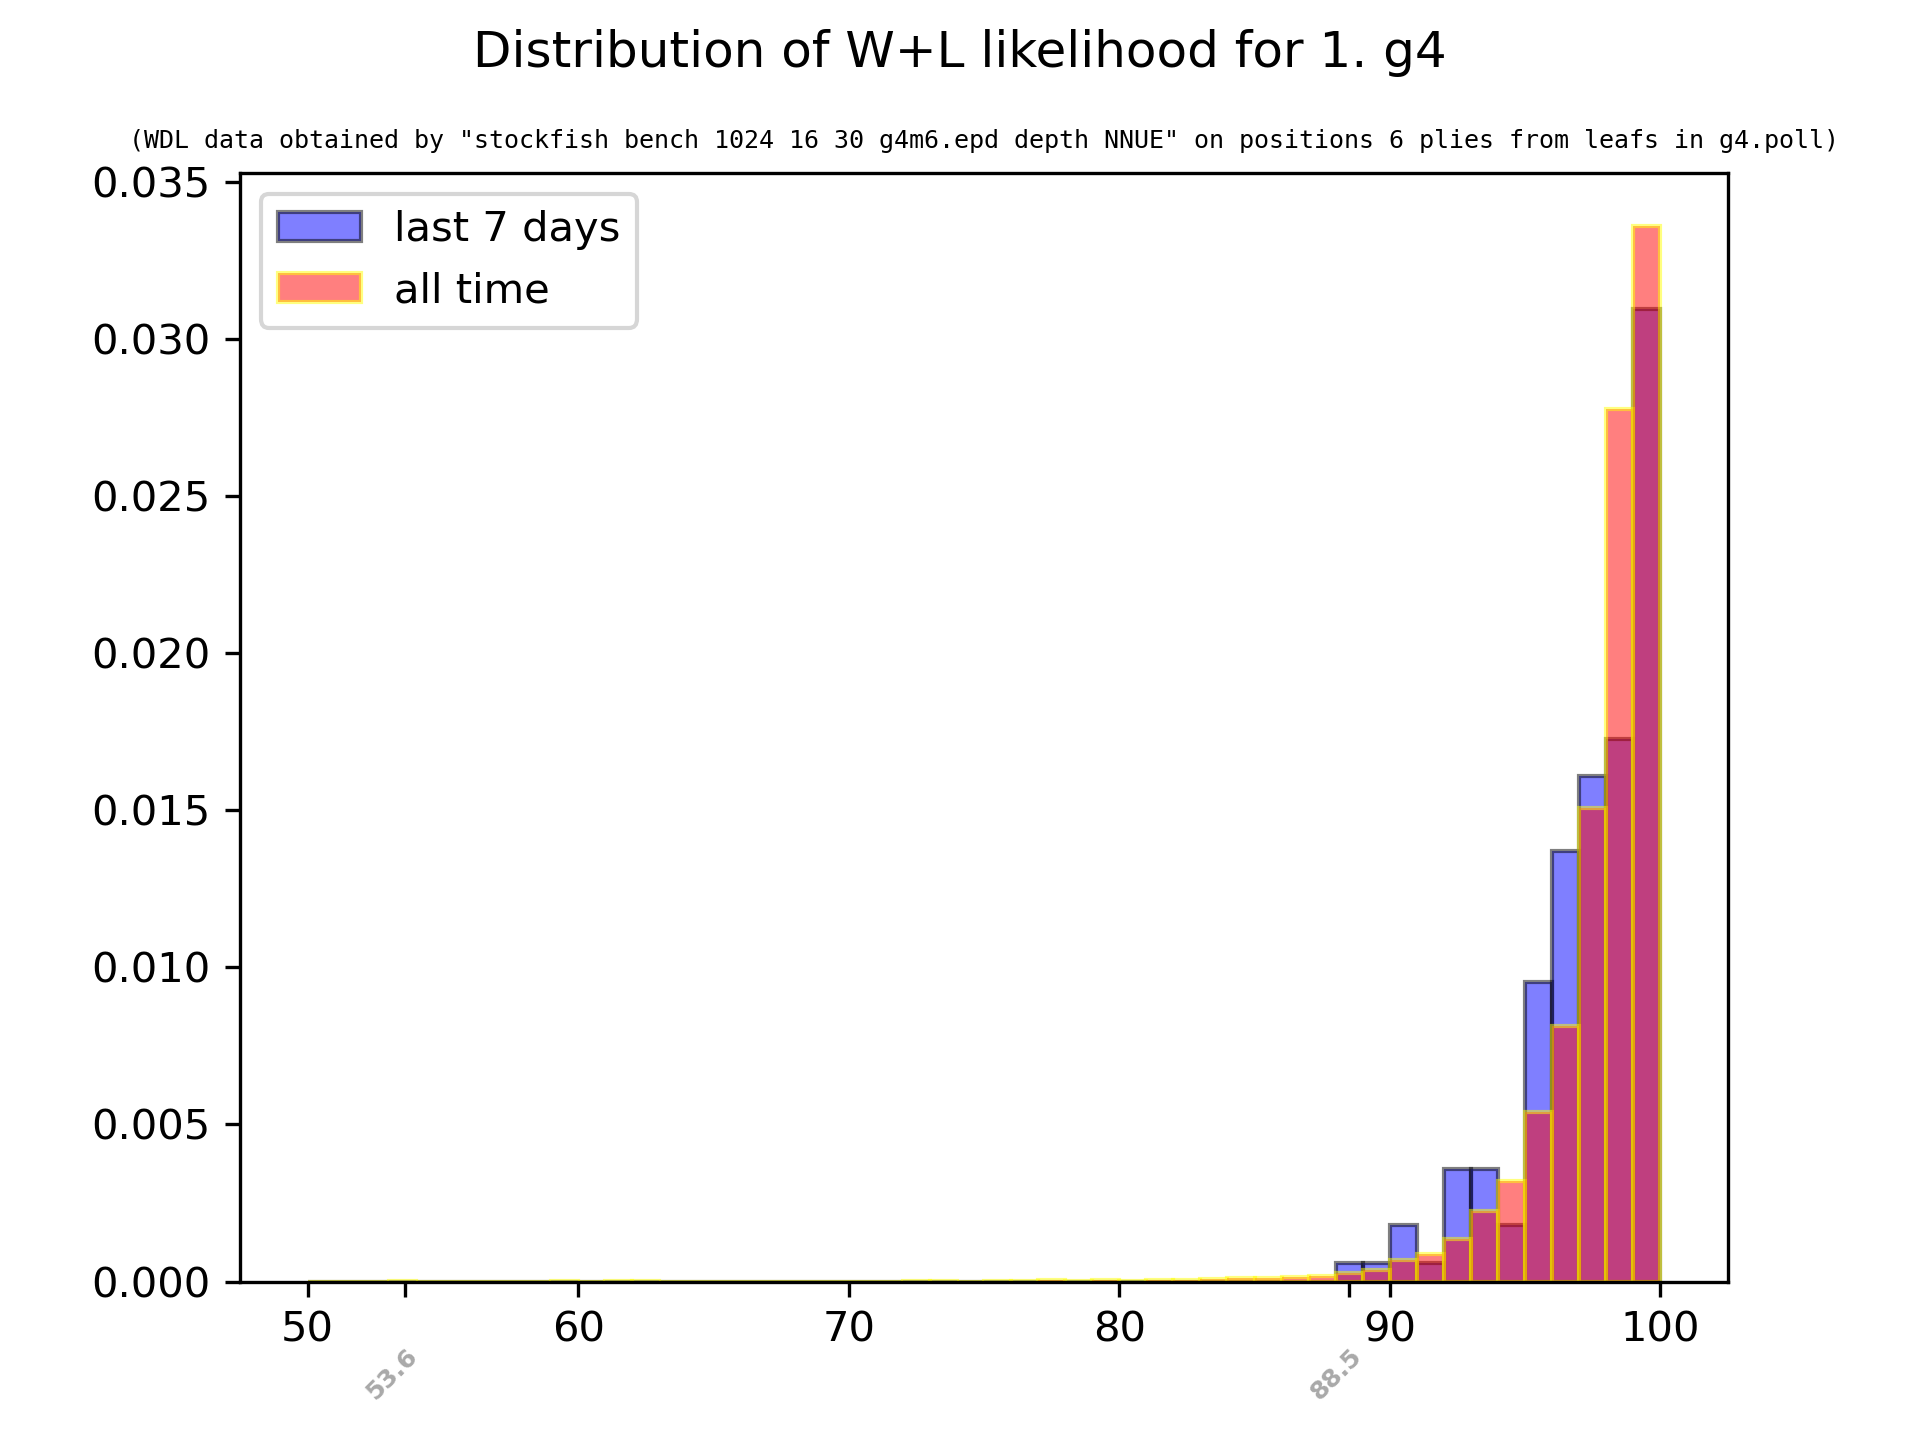 Distribution of W+L likelihood for 1. g4
(WDL data obtained by "stockfish bench 1024 16 30 g4m6.epd depth NNUE" on positions 6 plies from leafs in g4.poll)
last 7 days
all time
0.035
0.030
0.025
0.020
0.015
0.010
0.005
0.000
50 60 70 80 90 100
53.6 88.5